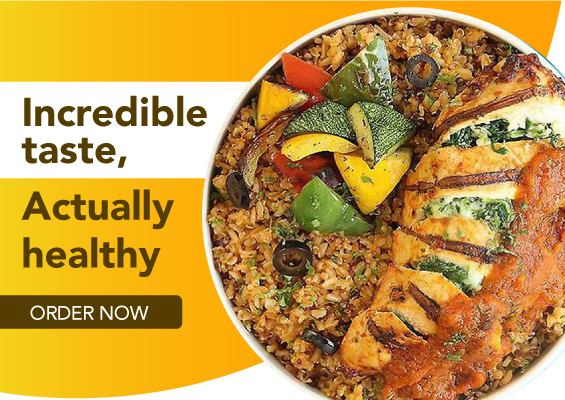 Incredible
taste,
Actually
healthy
ORDER NOW